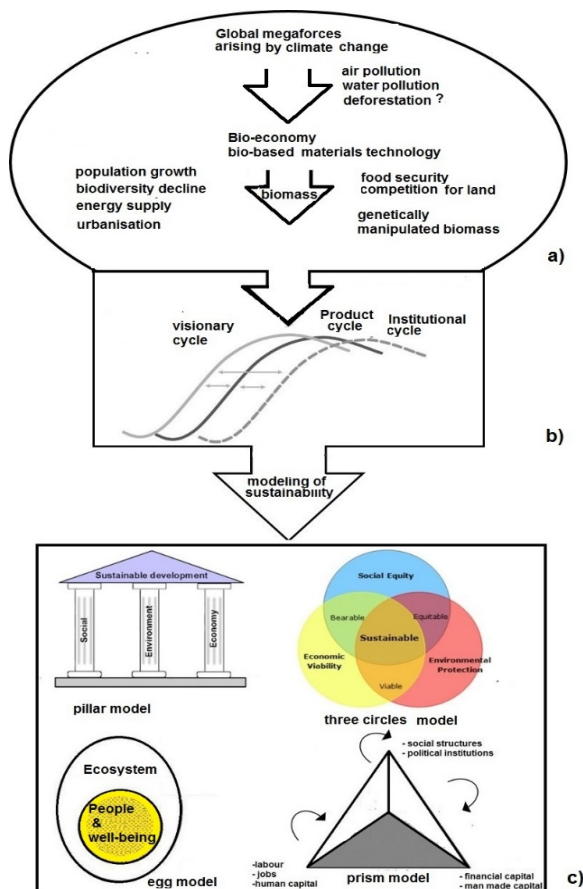 Global megaforces
arising by climate change
air pollution
water pollution
deforestation ?
Bio-economy
bio-based materials technology
population growth
biodiversity decline
energy supply
urbanisation
biomass
food security
competition for land
genetically
manipulated biomass
a)
visionary
cycle
Product
cycle
Institutional
cycle
b)
modeling of
sustainability
Sustainable development
Social
Environment
Economy
pillar model
Social Equity
Bearable
Equitable
Sustainable
Economic
Viability
Environmental
Protection
Viable
three circles model
Ecosystem
People
&
well-being
egg model
- social structures
- political institutions
-labour
- jobs
- human capital
prism model
- financial capital
- man made capital
c)